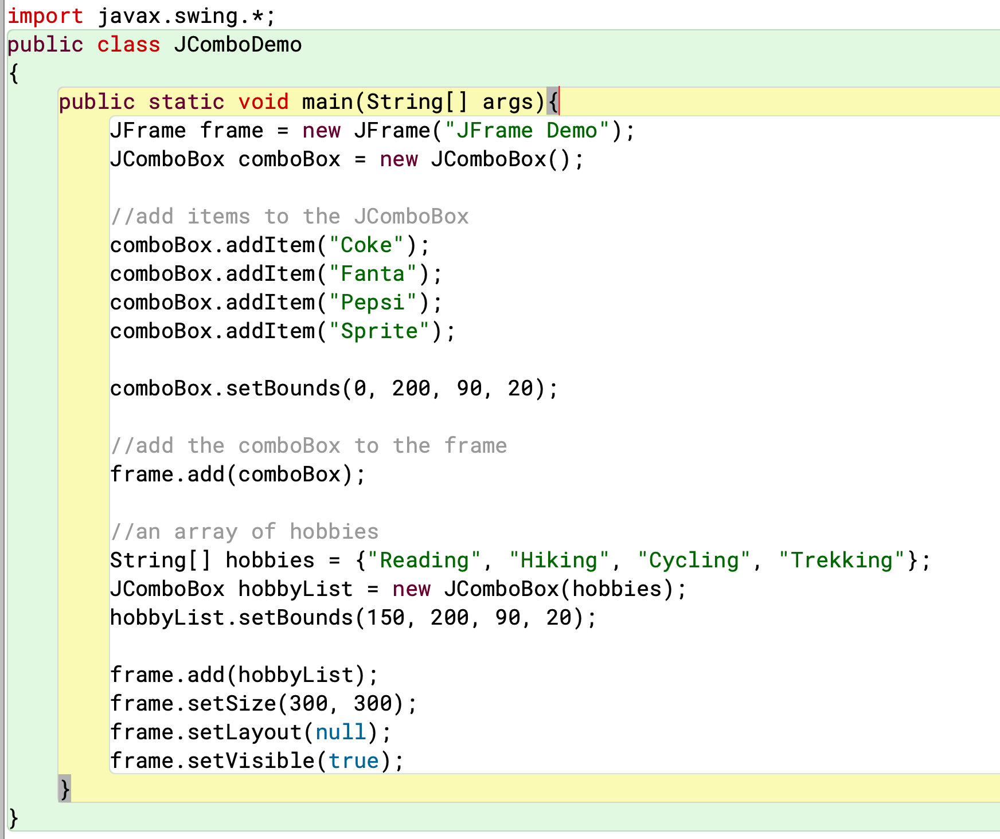 import javax.swing.*;
public class JComboDemo
{
    public static void main(String[] args){
        JFrame frame = new JFrame("JFrame Demo");
        JComboBox comboBox = new JComboBox();

        //add items to the JComboBox
        comboBox.addItem("Coke");
        comboBox.addItem("Fanta");
        comboBox.addItem("Pepsi");
        comboBox.addItem("Sprite");

        comboBox.setBounds(0, 200, 90, 20);

        //add the comboBox to the frame
        frame.add(comboBox);

        //an array of hobbies
        String[] hobbies = {"Reading", "Hiking", "Cycling", "Trekking"};
        JComboBox hobbyList = new JComboBox(hobbies);
        hobbyList.setBounds(150, 200, 90, 20);

        frame.add(hobbyList);
        frame.setSize(300, 300);
        frame.setLayout(null);
        frame.setVisible(true);
    }
}